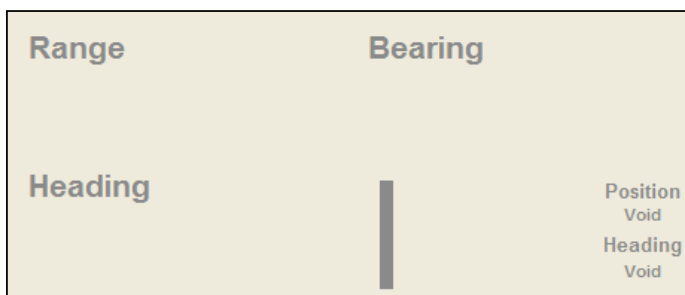 Range
Bearing
Heading
Position
Void
Heading
Void